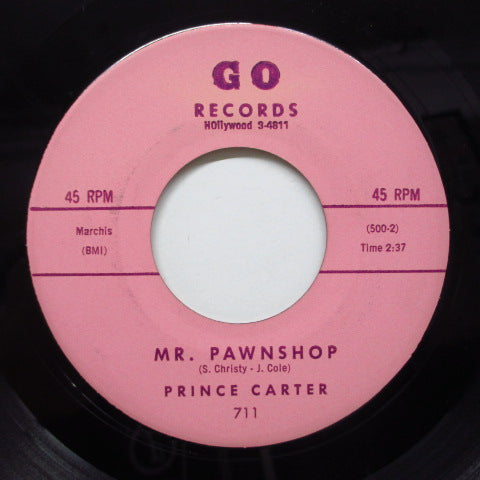 GO
RECORDS
HOllywood 3-4811
45 RPM
45 RPM
Marchis
(BMI)
(500-2)
Time 2:37
MR. PAWNSHOP
(S. Christy - J. Cole)
PRINCE CARTER
711